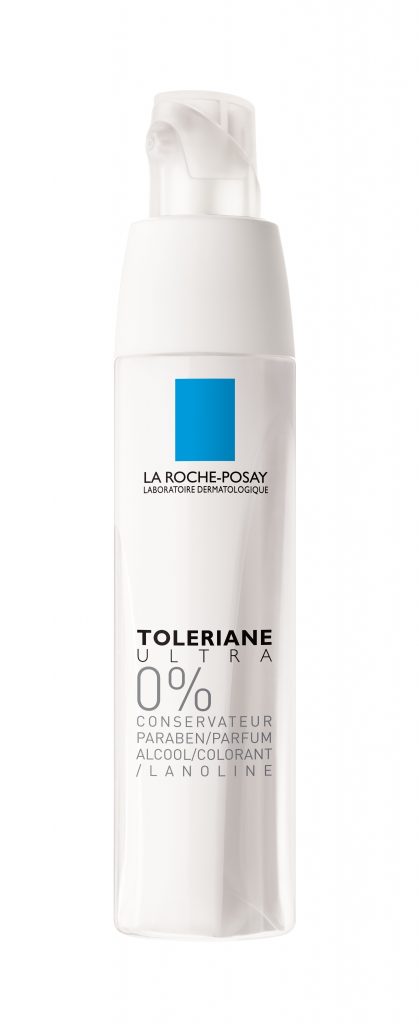 LA ROCHE-POSAY
LABORATOIRE DERMATOLOGIQUE
TOLERIANE
ULTRA
0%
CONSERVATEUR
PARABEN/PARFUM
ALCOOL/COLORANT
/LANOLINE